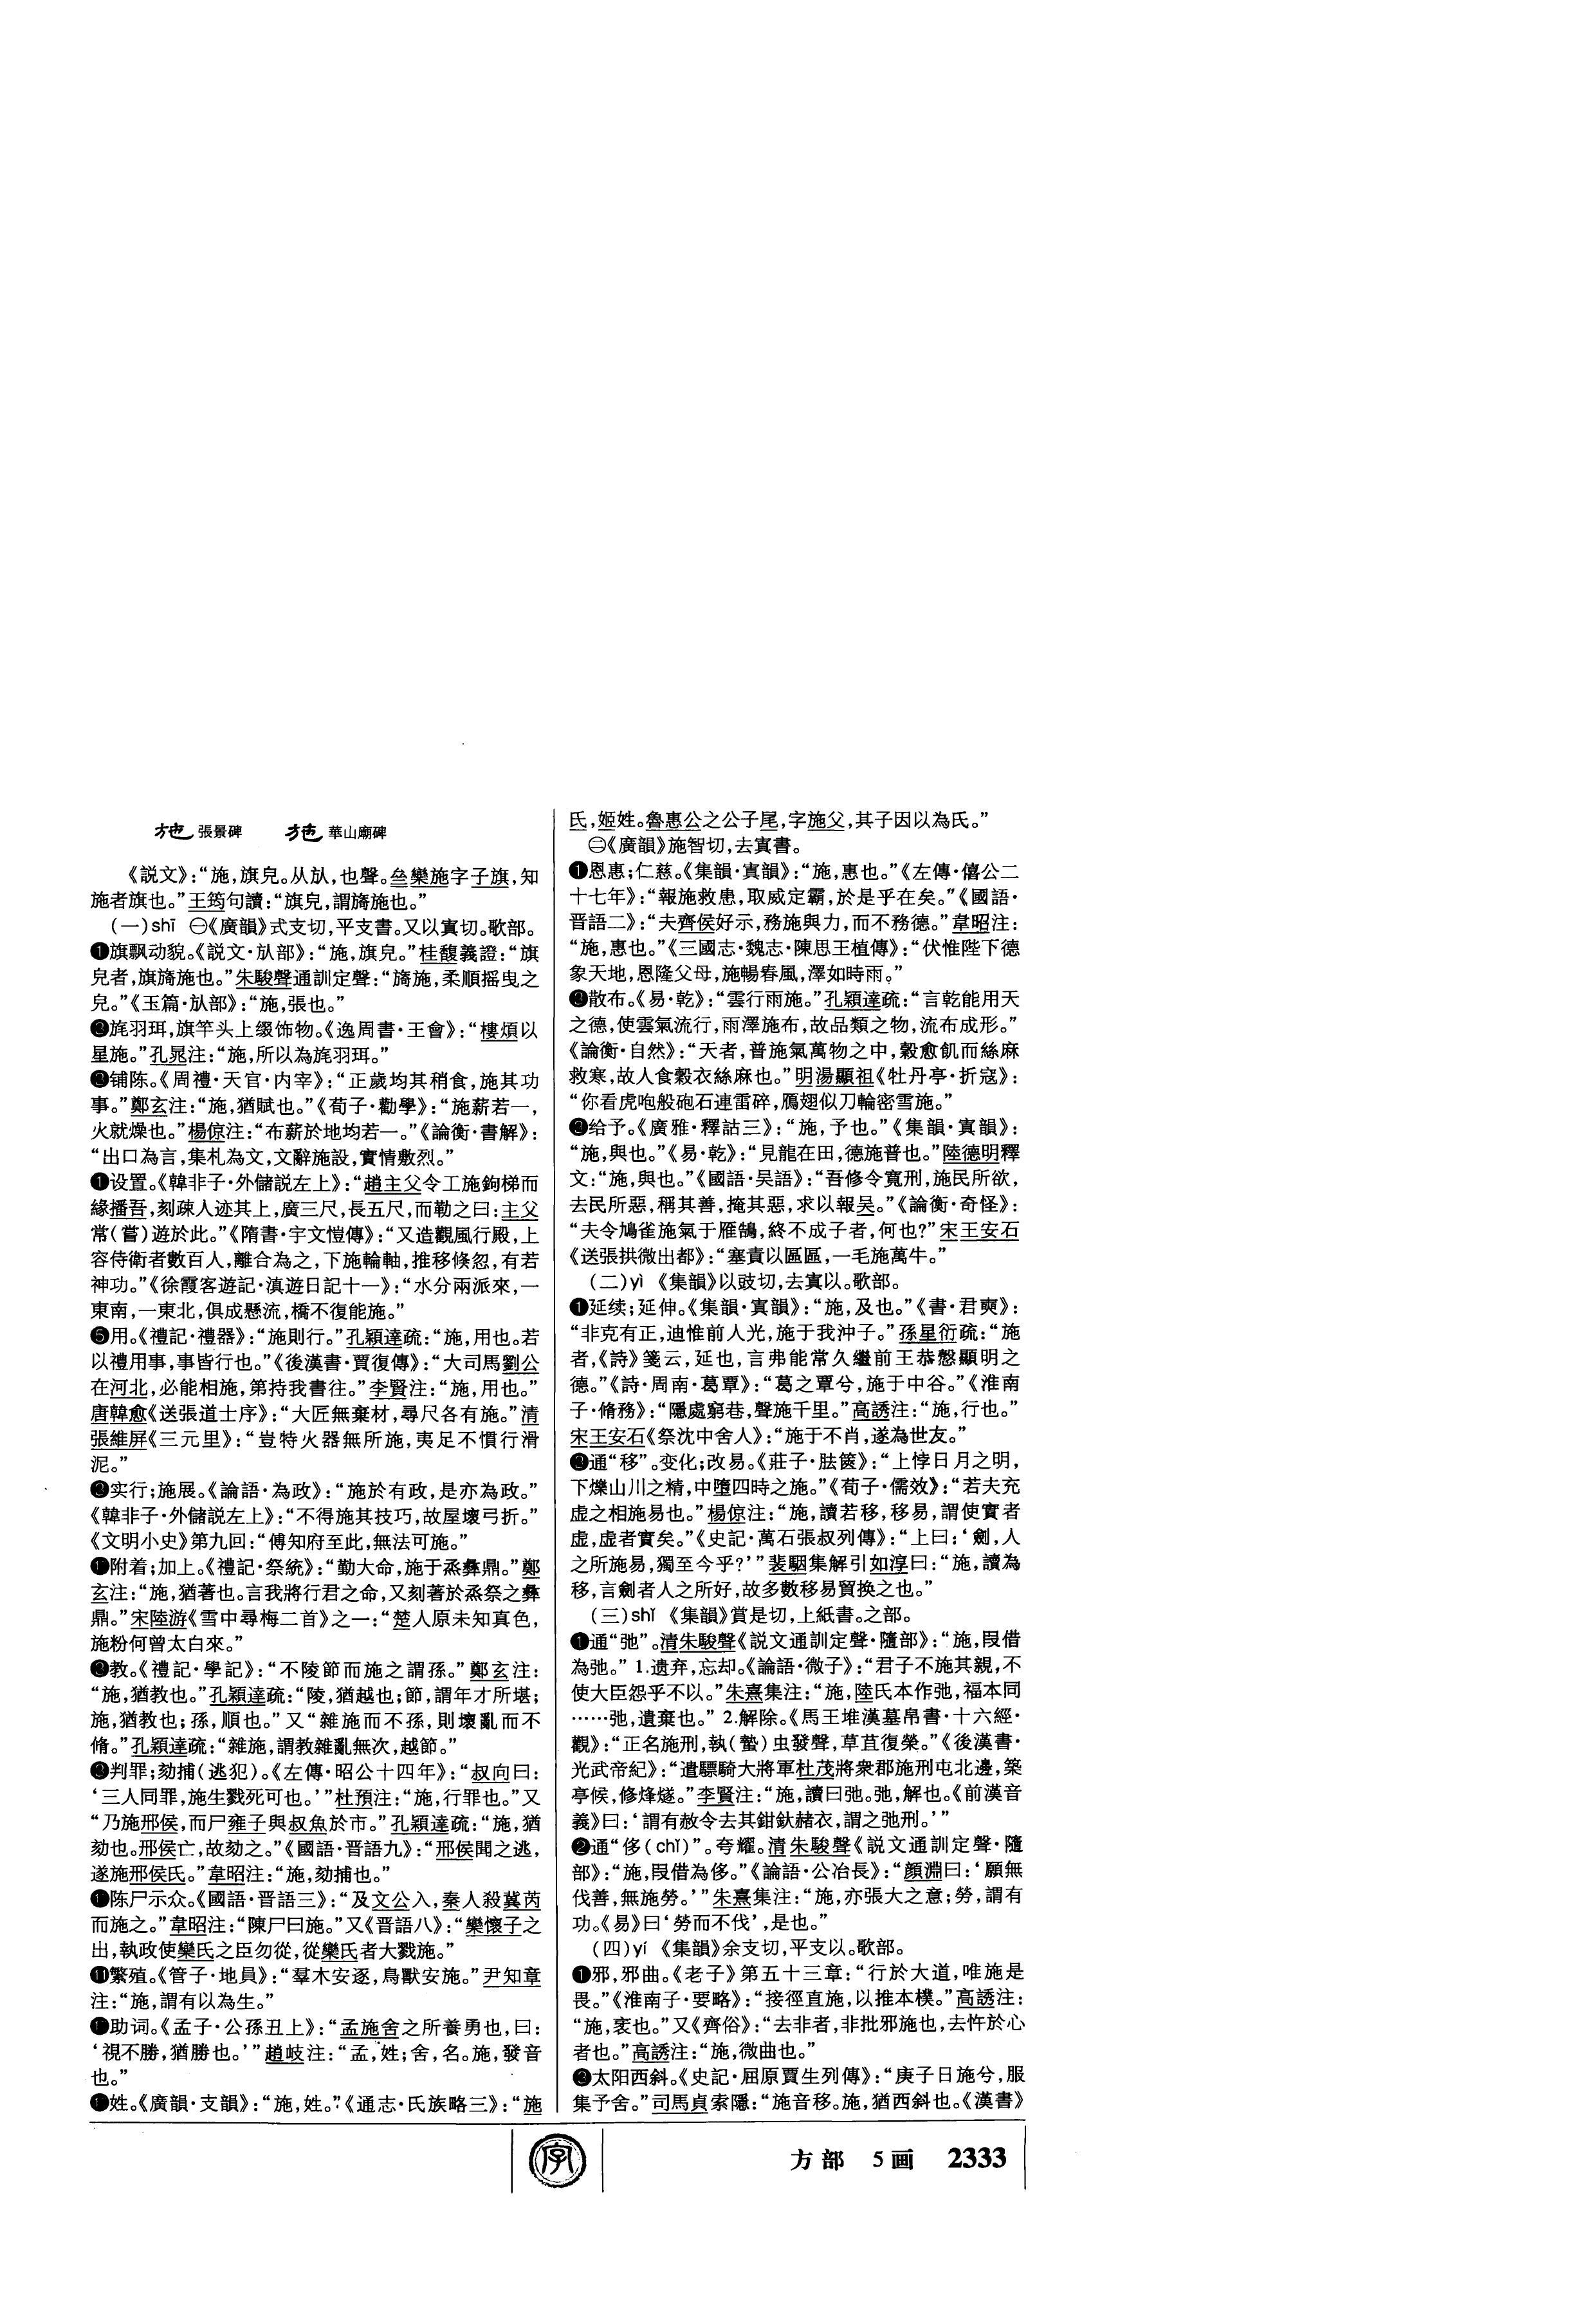 施 張景碑 施 華山廟碑
《説文》：“施，旗皃。从㫃，也聲。亝欒施字子旗，知
施者旗也。”王筠句讀：“旗皃，謂旖施也。”
（一）shī ㊀《廣韻》式支切，平支書。又以寘切。歌部。
❶旗飘动貌。《説文·㫃部》：“施，旗皃。”桂馥義證：“旗
皃者，旗旖施也。”朱駿聲通訓定聲：“旖施，柔順摇曳之
皃。”《玉篇·㫃部》：“施，張也。”
❷旄羽珥，旗竿头上缀饰物。《逸周書·王會》：“樓煩以
星施。”孔晁注：“施，所以為旄羽珥。”
❸铺陈。《周禮·天官·内宰》：“正歲均其稍食，施其功
事。”鄭玄注：“施，猶賦也。”《荀子·勸學》：“施薪若一，
火就燥也。”楊倞注：“布薪於地均若一。”《論衡·書解》：
“出口為言，集札為文，文辭施設，實情敷烈。”
❹设置。《韓非子·外儲説左上》：“趙主父令工施鉤梯而
緣播吾，刻疎人迹其上，廣三尺，長五尺，而勒之曰：主父
常（嘗）遊於此。”《隋書·宇文愷傳》：“又造觀風行殿，上
容侍衛者數百人，離合為之，下施輪軸，推移倏忽，有若
神功。”《徐霞客遊記·滇遊日記十一》：“水分兩派來，一
東南，一東北，俱成懸流，橋不復能施。”
❺用。《禮記·禮器》：“施則行。”孔穎達疏：“施，用也。若
以禮用事，事皆行也。”《後漢書·賈復傳》：“大司馬劉公
在河北，必能相施，第持我書往。”李賢注：“施，用也。”
唐韓愈《送張道士序》：“大匠無棄材，尋尺各有施。”清
張維屏《三元里》：“豈特火器無所施，夷足不慣行滑
泥。”
❻实行；施展。《論語·為政》：“施於有政，是亦為政。”
《韓非子·外儲説左上》：“不得施其技巧，故屋壞弓折。”
《文明小史》第九回：“傅知府至此，無法可施。”
❼附着；加上。《禮記·祭統》：“勤大命，施于烝彝鼎。”鄭
玄注：“施，猶著也。言我將行君之命，又刻著於烝祭之彝
鼎。”宋陸游《雪中尋梅二首》之一：“楚人原未知真色，
施粉何曾太白來。”
❽教。《禮記·學記》：“不陵節而施之謂孫。”鄭玄注：
“施，猶教也。”孔穎達疏：“陵，猶越也；節，謂年才所堪；
施，猶教也；孫，順也。”又“雜施而不孫，則壞亂而不
脩。”孔穎達疏：“雜施，謂教雜亂無次，越節。”
❾判罪；劾捕（逃犯）。《左傳·昭公十四年》：“叔向曰：
‘三人同罪，施生戮死可也。’”杜預注：“施，行罪也。”又
“乃施邢侯，而尸雍子與叔魚於市。”孔穎達疏：“施，猶
劾也。邢侯亡，故劾之。”《國語·晋語九》：“邢侯聞之逃，
遂施邢侯氏。”韋昭注：“施，劾捕也。”
❿陈尸示众。《國語·晋語三》：“及文公入，秦人殺冀芮
而施之。”韋昭注：“陳尸曰施。”又《晋語八》：“欒懷子之
出，執政使欒氏之臣勿從，從欒氏者大戮施。”
⓫繁殖。《管子·地員》：“羣木安逐，鳥獸安施。”尹知章
注：“施，謂有以為生。”
⓬助词。《孟子·公孫丑上》：“孟施舍之所養勇也，曰：
‘視不勝，猶勝也。’”趙岐注：“孟，姓；舍，名。施，發音
也。”
⓭姓。《廣韻·支韻》：“施，姓。”《通志·氏族略三》：“施
氏，姬姓。魯惠公之公子尾，字施父，其子因以為氏。”
㊁《廣韻》施智切，去寘書。
❶恩惠；仁慈。《集韻·寘韻》：“施，惠也。”《左傳·僖公二
十七年》：“報施救患，取威定霸，於是乎在矣。”《國語·
晋語二》：“夫齊侯好示，務施與力，而不務德。”韋昭注：
“施，惠也。”《三國志·魏志·陳思王植傳》：“伏惟陛下德
象天地，恩隆父母，施暢春風，澤如時雨。”
❷散布。《易·乾》：“雲行雨施。”孔穎達疏：“言乾能用天
之德，使雲氣流行，雨澤施布，故品類之物，流布成形。”
《論衡·自然》：“天者，普施氣萬物之中，穀愈飢而絲麻
救寒，故人食穀衣絲麻也。”明湯顯祖《牡丹亭·折寇》：
“你看虎咆般砲石連雷碎，鴈翅似刀輪密雪施。”
❸给予。《廣雅·釋詁三》：“施，予也。”《集韻·寘韻》：
“施，與也。”《易·乾》：“見龍在田，德施普也。”陸德明釋
文：“施，與也。”《國語·吴語》：“吾修令寬刑，施民所欲，
去民所惡，稱其善，掩其惡，求以報吴。”《論衡·奇怪》：
“夫令鳩雀施氣于雁鵠，終不成子者，何也？”宋王安石
《送張拱微出都》：“塞責以區區，一毛施萬牛。”
（二）yì 《集韻》以豉切，去寘以。歌部。
❶延续；延伸。《集韻·寘韻》：“施，及也。”《書·君奭》：
“非克有正，迪惟前人光，施于我沖子。”孫星衍疏：“施
者，《詩》箋云，延也，言弗能常久繼前王恭慤顯明之
德。”《詩·周南·葛覃》：“葛之覃兮，施于中谷。”《淮南
子·脩務》：“隱處窮巷，聲施千里。”高誘注：“施，行也。”
宋王安石《祭沈中舍人》：“施于不肖，遂為世友。”
❷通“移”。变化；改易。《莊子·胠篋》：“上悖日月之明，
下爍山川之精，中墮四時之施。”《荀子·儒效》：“若夫充
虚之相施易也。”楊倞注：“施，讀若移，移易，謂使實者
虚，虚者實矣。”《史記·萬石張叔列傳》：“上曰：‘劍，人
之所施易，獨至今乎？’”裴駰集解引如淳曰：“施，讀為
移，言劍者人之所好，故多數移易貿换之也。”
（三）shǐ 《集韻》賞是切，上紙書。之部。
❶通“弛”。清朱駿聲《説文通訓定聲·隨部》：“施，叚借
為弛。” 1.遗弃，忘却。《論語·微子》：“君子不施其親，不
使大臣怨乎不以。”朱熹集注：“施，陸氏本作弛，福本同
……弛，遺棄也。” 2.解除。《馬王堆漢墓帛書·十六經·
觀》：“正名施刑，執（蟄）虫發聲，草苴復榮。”《後漢書·
光武帝紀》：“遣驃騎大將軍杜茂將衆郡施刑屯北邊，築
亭候，修烽燧。”李賢注：“施，讀曰弛。弛，解也。《前漢音
義》曰：‘謂有赦令去其鉗釱赭衣，謂之弛刑。’”
❷通“侈（chǐ）”。夸耀。清朱駿聲《説文通訓定聲·隨
部》：“施，叚借為侈。”《論語·公冶長》：“顔淵曰：‘願無
伐善，無施勞。’”朱熹集注：“施，亦張大之意；勞，謂有
功。《易》曰‘勞而不伐’，是也。”
（四）yí 《集韻》余支切，平支以。歌部。
❶邪，邪曲。《老子》第五十三章：“行於大道，唯施是
畏。”《淮南子·要略》：“接徑直施，以推本樸。”高誘注：
“施，衺也。”又《齊俗》：“去非者，非批邪施也，去忤於心
者也。”高誘注：“施，微曲也。”
❷太阳西斜。《史記·屈原賈生列傳》：“庚子日施兮，服
集予舍。”司馬貞索隱：“施音移。施，猶西斜也。《漢書》
字
方部 5画 2333